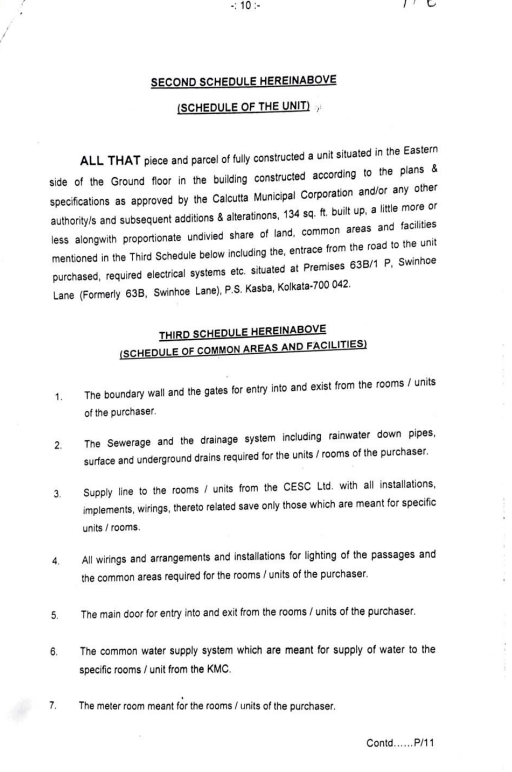 -: 10 :-
SECOND SCHEDULE HEREINABOVE
(SCHEDULE OF THE UNIT)
ALL THAT piece and parcel of fully constructed a unit situated in the Eastern
side of the Ground floor in the building constructed according to the plans &
specifications as approved by the Calcutta Municipal Corporation and/or any other
authority/s and subsequent additions & alteratinons, 134 sq. ft. built up, a little more or
less alongwith proportionate undivied share of land, common areas and facilities
mentioned in the Third Schedule below including the, entrace from the road to the unit
purchased, required electrical systems etc. situated at Premises 63B/1 P, Swinhoe
Lane (Formerly 63B, Swinhoe Lane), P.S. Kasba, Kolkata-700 042.
THIRD SCHEDULE HEREINABOVE
(SCHEDULE OF COMMON AREAS AND FACILITIES)
1. The boundary wall and the gates for entry into and exist from the rooms / units
of the purchaser.
2. The Sewerage and the drainage system including rainwater down pipes,
surface and underground drains required for the units / rooms of the purchaser.
3. Supply line to the rooms / units from the CESC Ltd. with all installations,
implements, wirings, thereto related save only those which are meant for specific
units / rooms.
4. All wirings and arrangements and installations for lighting of the passages and
the common areas required for the rooms / units of the purchaser.
5. The main door for entry into and exit from the rooms / units of the purchaser.
6. The common water supply system which are meant for supply of water to the
specific rooms / unit from the KMC.
7. The meter room meant for the rooms / units of the purchaser.
Contd......P/11